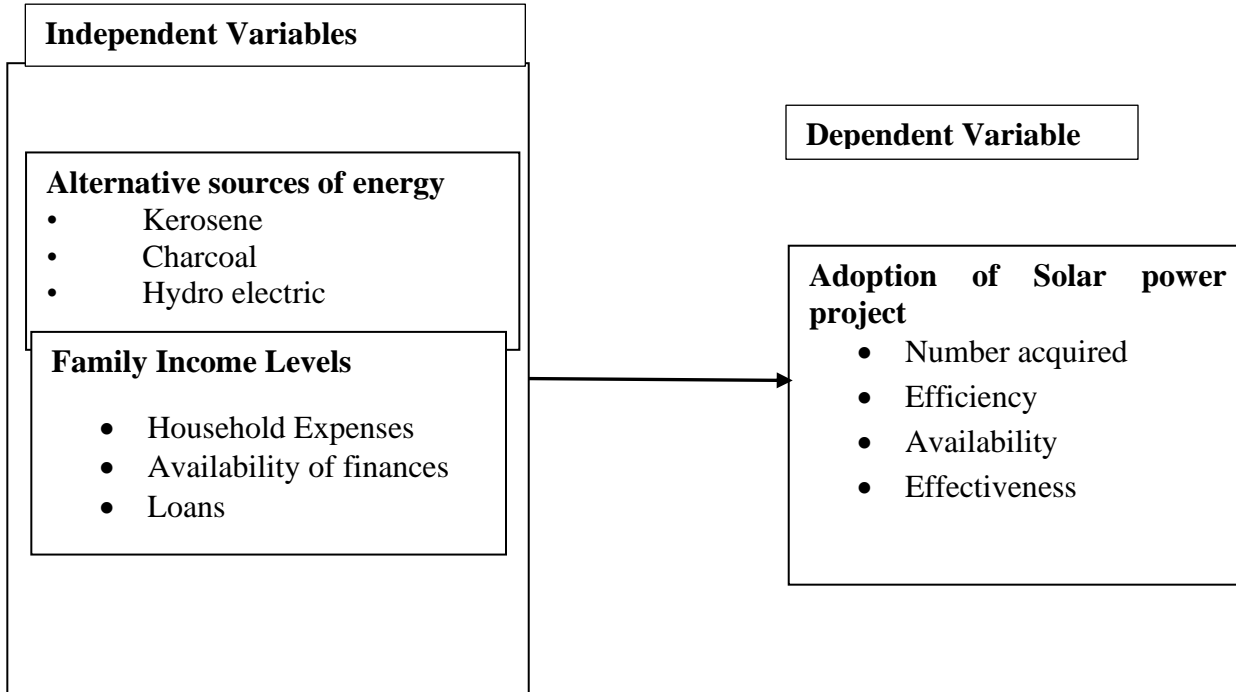 Independent Variables
Dependent Variable
Alternative sources of energy
• Kerosene
• Charcoal
• Hydro electric
Family Income Levels
• Household Expenses
• Availability of finances
• Loans
Adoption of Solar power
project
• Number acquired
• Efficiency
• Availability
• Effectiveness